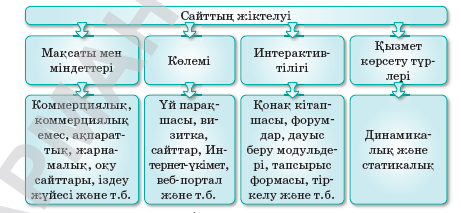 Сайттың жіктелуі
Мақсаты мен
міндеттері
Көлемі
Интерактив-
тілігі
Қызмет
көрсету түр-
лері
Коммерциялық,
коммерциялық
емес, ақпарат-
тық, жарна-
малық, оқу
сайттары, іздеу
жүйесі және т.б.
Үй парақ-
шасы, ви-
зитка,
сайттар, Ин-
тернет-үкімет,
веб-портал
және т.б.
Қонақ кітап-
шасы, форум-
дар, дауыс
беру модульде-
рі, тапсырыс
формасы, тір-
келу және т.б.
Динамика-
лық және
статикалық